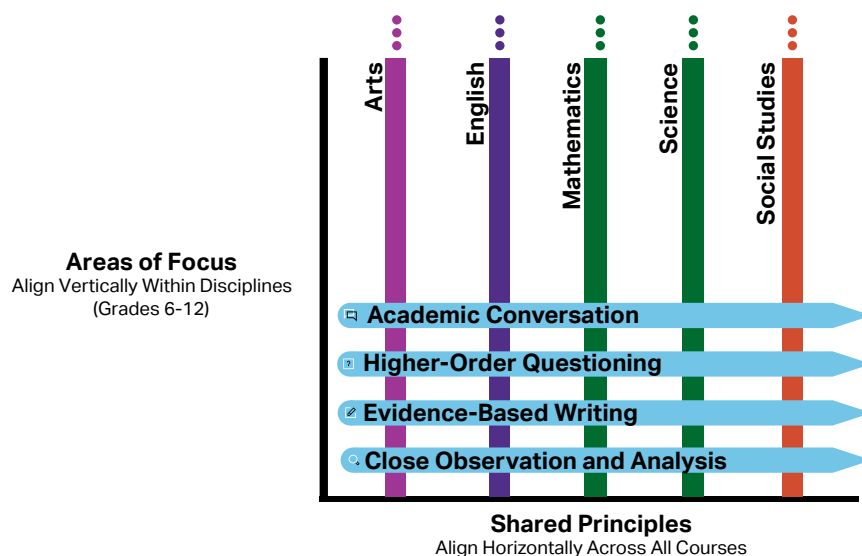 Arts
English
Mathematics
Science
Social Studies
Areas of Focus
Align Vertically Within Disciplines
(Grades 6-12)
Academic Conversation
? Higher-Order Questioning
Evidence-Based Writing
Close Observation and Analysis
Shared Principles
Align Horizontally Across All Courses